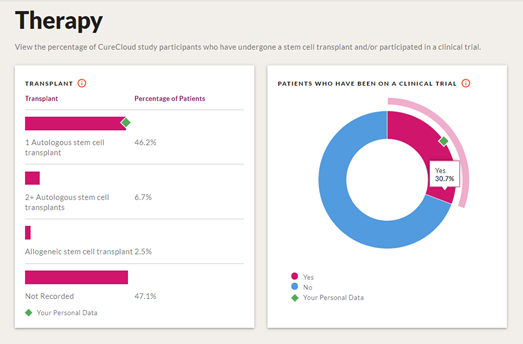 Therapy
View the percentage of CureCloud study participants who have undergone a stem cell transplant and/or participated in a clinical trial.
TRANSPLANT
Transplant Percentage of Patients
1 Autologous stem cell
transplant
46.2%
2+ Autologous stem cell
transplants
6.7%
Allogeneic stem cell transplant 2.5%
Not Recorded 47.1%
Your Personal Data
PATIENTS WHO HAVE BEEN ON A CLINICAL TRIAL
Yes
30.7%
Yes
No
Your Personal Data